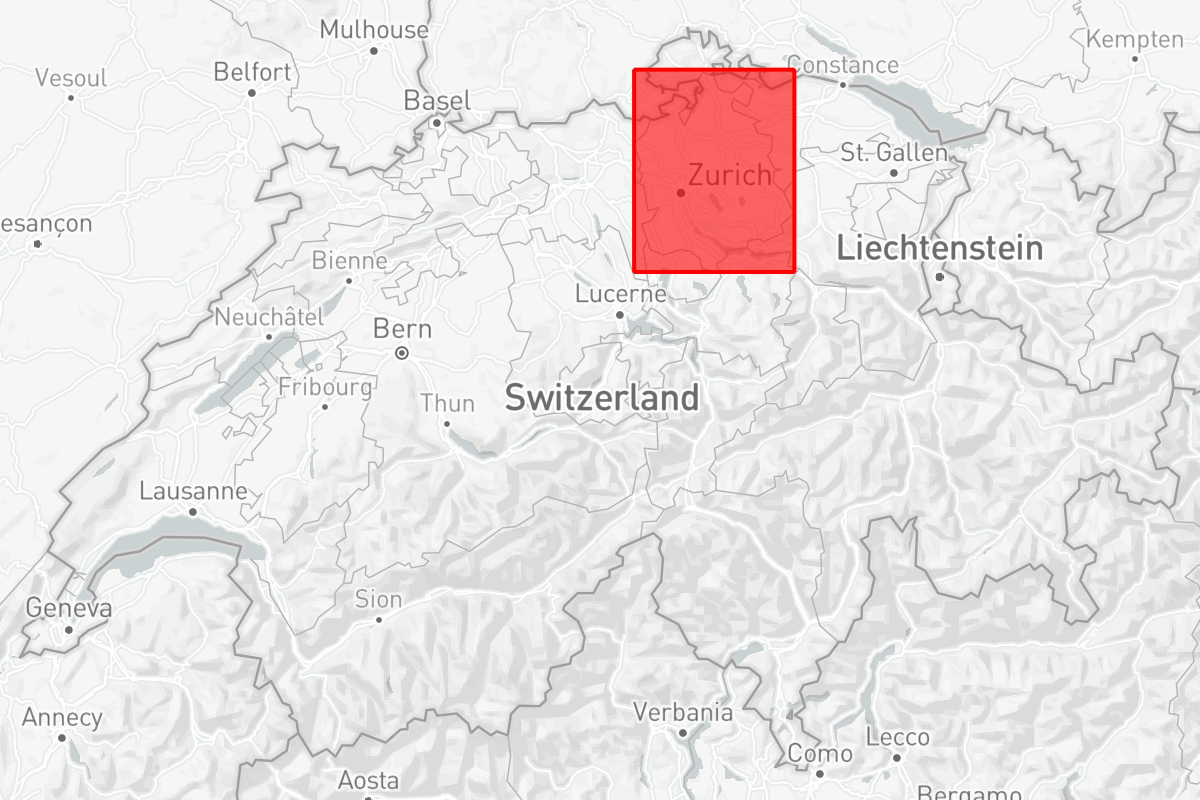 Mulhouse
Kempten
Vesoul
Belfort
Constance
Basel
St. Gallen
Zurich
esançon
Liechtenstein
Bienne
Lucerne
Neuchâtel
Bern
Fribourg
Thun
Switzerland
Lausanne
Geneva
Sion
Annecy
Verbania
Como
Lecco
Aosta
Bergamo